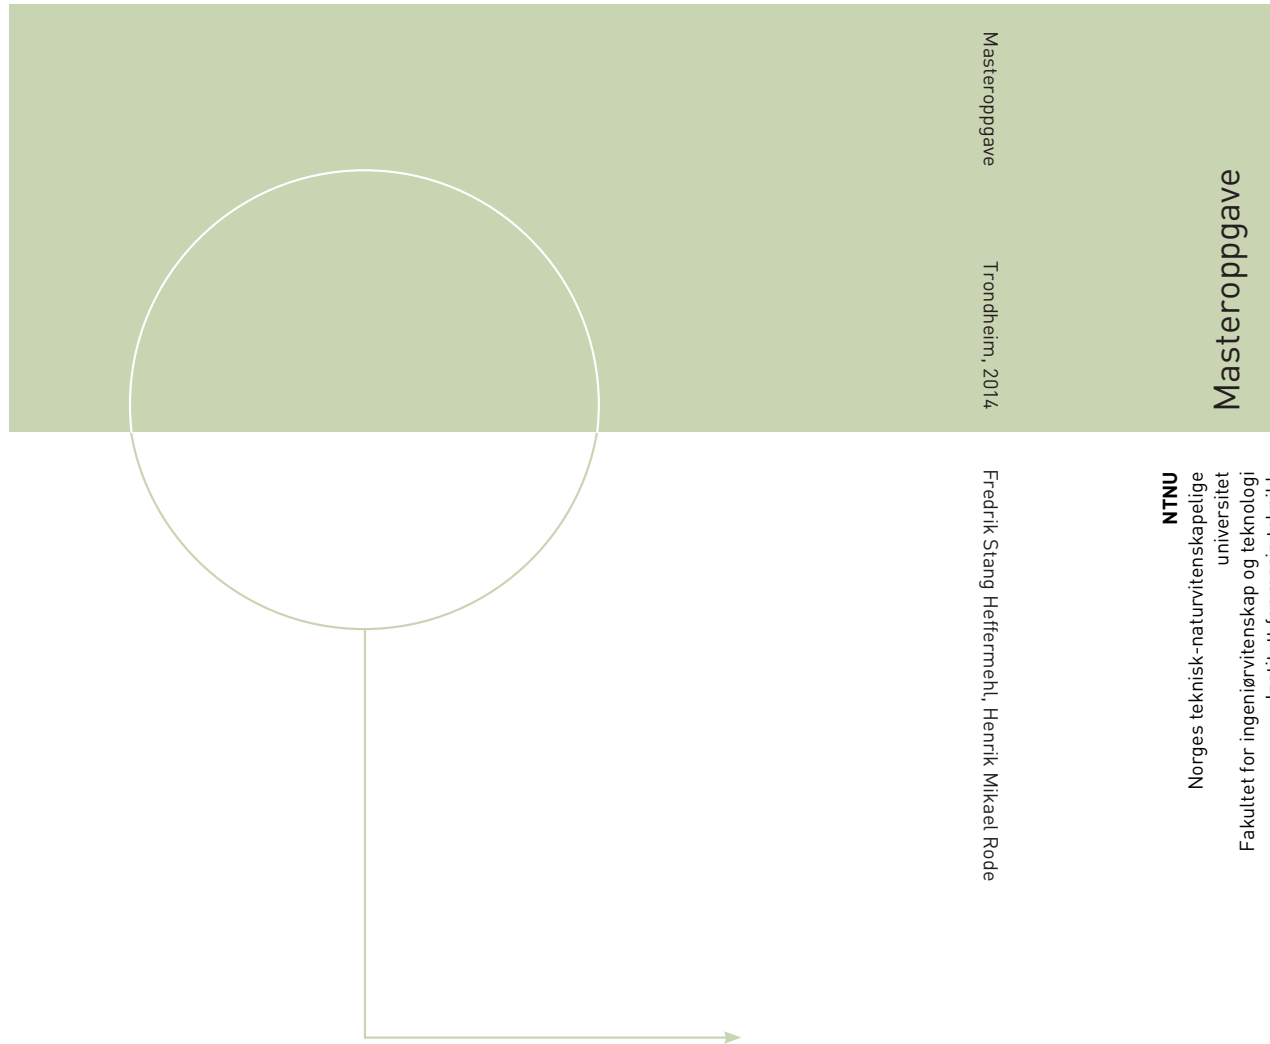 Masteroppgave
Trondheim, 2014
Fredrik Stang Heffermehl, Henrik Mikael Rode
Masteroppgave
NTNU
Norges teknisk-naturvitenskapelige
universitet
Fakultet for ingeniørvitenskap og teknologi